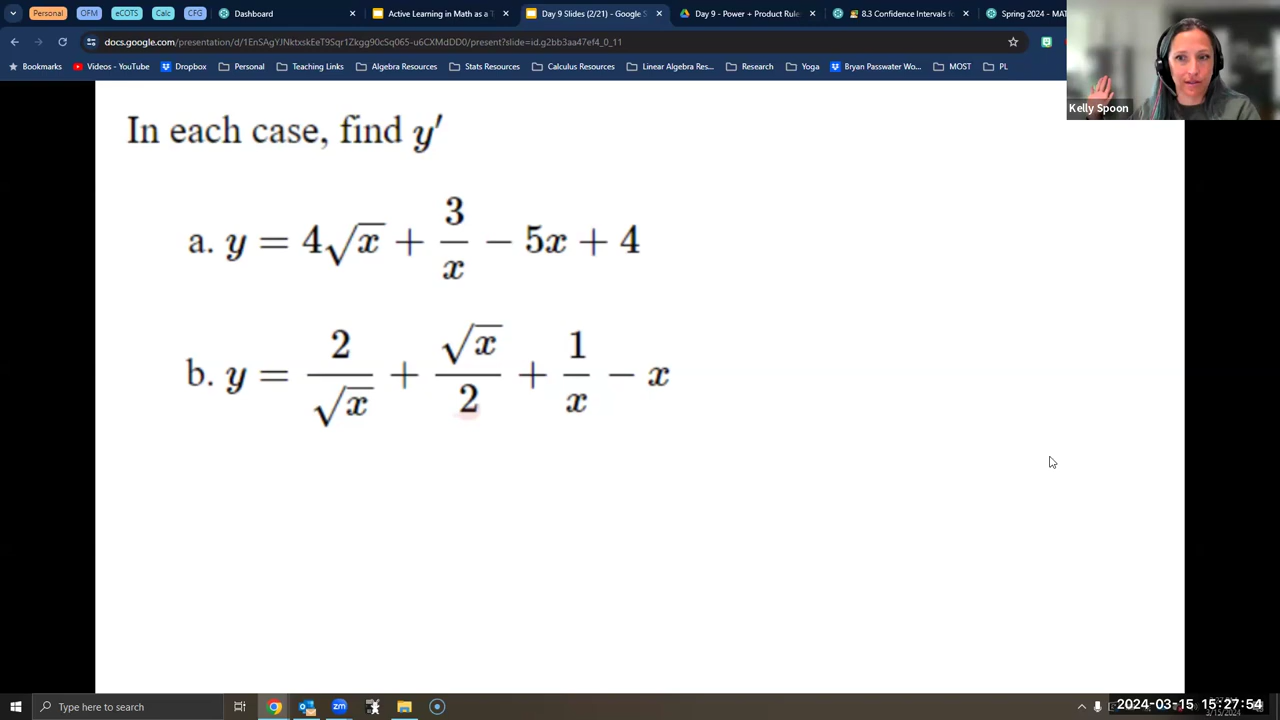 Dashboard
Active Learning in Math as a T
Day 9 Slides (2/21) - Google S
Day 9 - Power + Product Rule
8.3 Confidence Intervals f
Spring 2024 - MAT
Personal OFM eCOTS Calc CFG
docs.google.com/presentation/d/1EnSAgYJNktxskEeT9Sqr1Zkgg90cSq065-u6CXMdDD0/present?slide=id.g2bb3aa47ef4_0_11
Bookmarks Videos - YouTube Dropbox Personal Teaching Links Algebra Resources Stats Resources Calculus Resources Linear Algebra Res... Research Yoga Bryan Passwater Wo... MOST PL
Kelly Spoon
In each case, find y′
a. y = 4√x + 3/x − 5x + 4
b. y = 2/√x + √x/2 + 1/x − x
Type here to search
2024-03-15 15:27:54